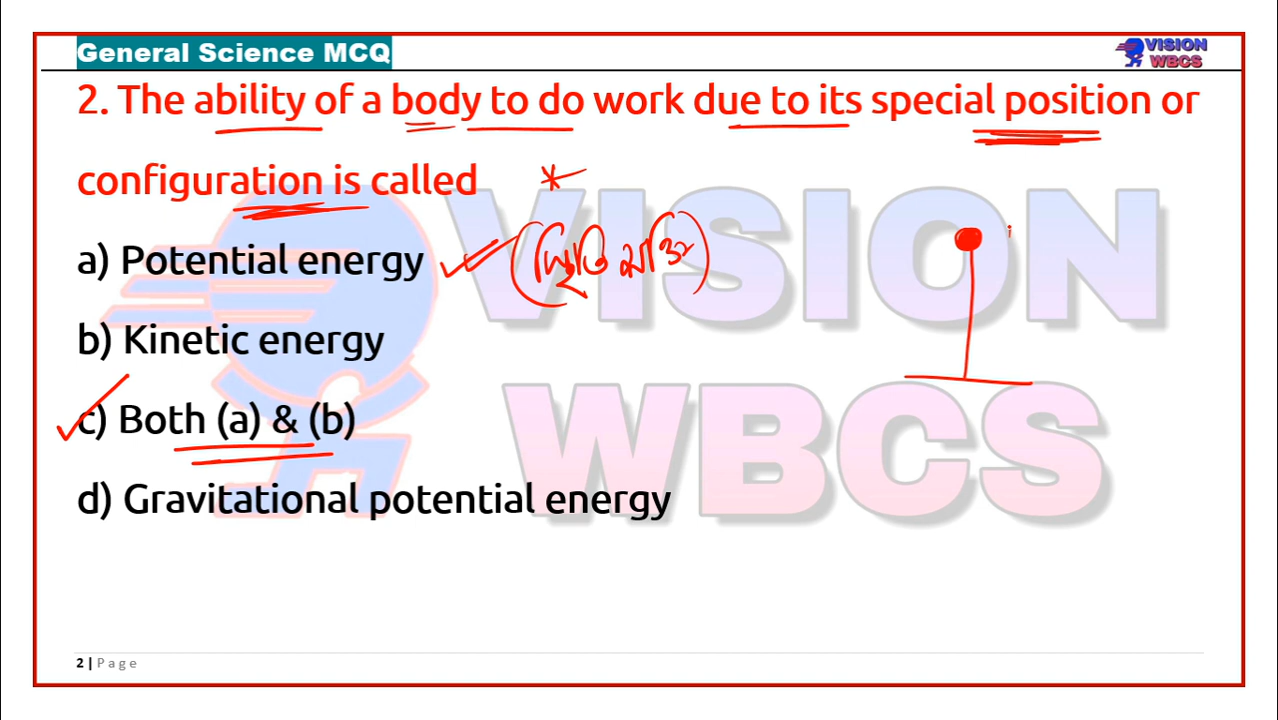 General Science MCQ
VISION
WBCS
2. The ability of a body to do work due to its special position or
configuration is called
a) Potential energy
(স্থিতি শক্তি)
b) Kinetic energy
c) Both (a) & (b)
d) Gravitational potential energy
VISION
WBCS
2 | Page